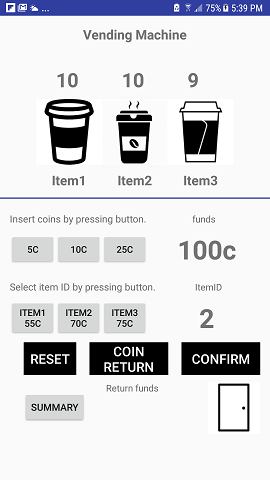 ... 75% 5:39 PM
Vending Machine
10 10 9
Item1 Item2 Item3
Insert coins by pressing button. funds
5C 10C 25C 100c
Select item ID by pressing button. ItemID
ITEM1 ITEM2 ITEM3
55C 70C 75C
2
RESET COIN RETURN CONFIRM
Return funds
SUMMARY